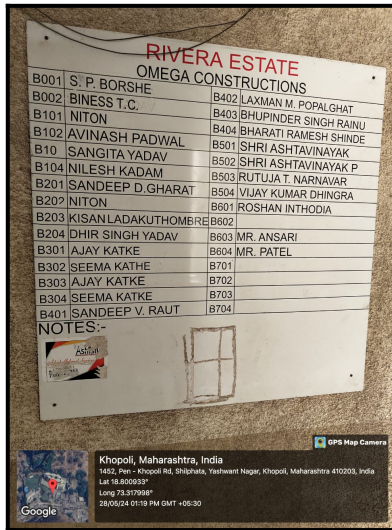 RIVERA ESTATE
OMEGA CONSTRUCTIONS
B001 S. P. BORSHE
B002 BINESS T.C.
B101 NITON
B102 AVINASH PADWAL
B10 SANGITA YADAV
B104 NILESH KADAM
B201 SANDEEP D.GHARAT
B202 NITON
B203 KISAN LADAKUTHOMBRE
B204 DHIR SINGH YADAV
B301 AJAY KATKE
B302 SEEMA KATHE
B303 AJAY KATKE
B304 SEEMA KATKE
B401 SANDEEP V. RAUT
B402 LAXMAN M. POPALGHAT
B403 BHUPINDER SINGH RAINU
B404 BHARATI RAMESH SHINDE
B501 SHRI ASHTAVINAYAK
B502 SHRI ASHTAVINAYAK P
B503 RUTUJA T. NARNAVAR
B504 VIJAY KUMAR DHINGRA
B601 ROSHAN INTHODIA
B602
B603 MR. ANSARI
B604 MR. PATEL
B701
B702
B703
B704
NOTES:-
Ashian
GPS Map Camera
Khopoli, Maharashtra, India
1452, Pen - Khopoli Rd, Shilphata, Yashwant Nagar, Khopoli, Maharashtra 410203, India
Lat 18.800933°
Long 73.317998°
28/05/24 01:19 PM GMT +05:30
Google